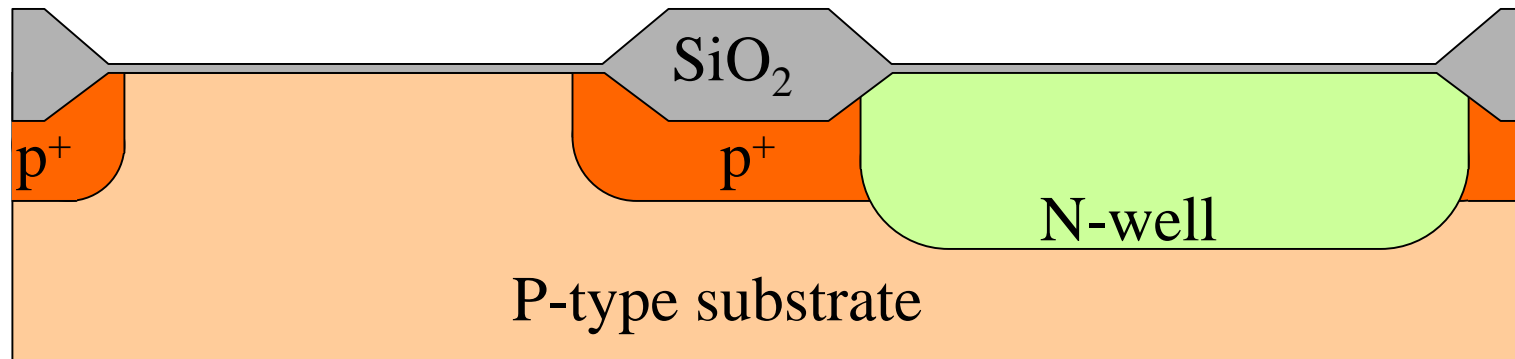 SiO₂
p⁺
p⁺
N-well
P-type substrate